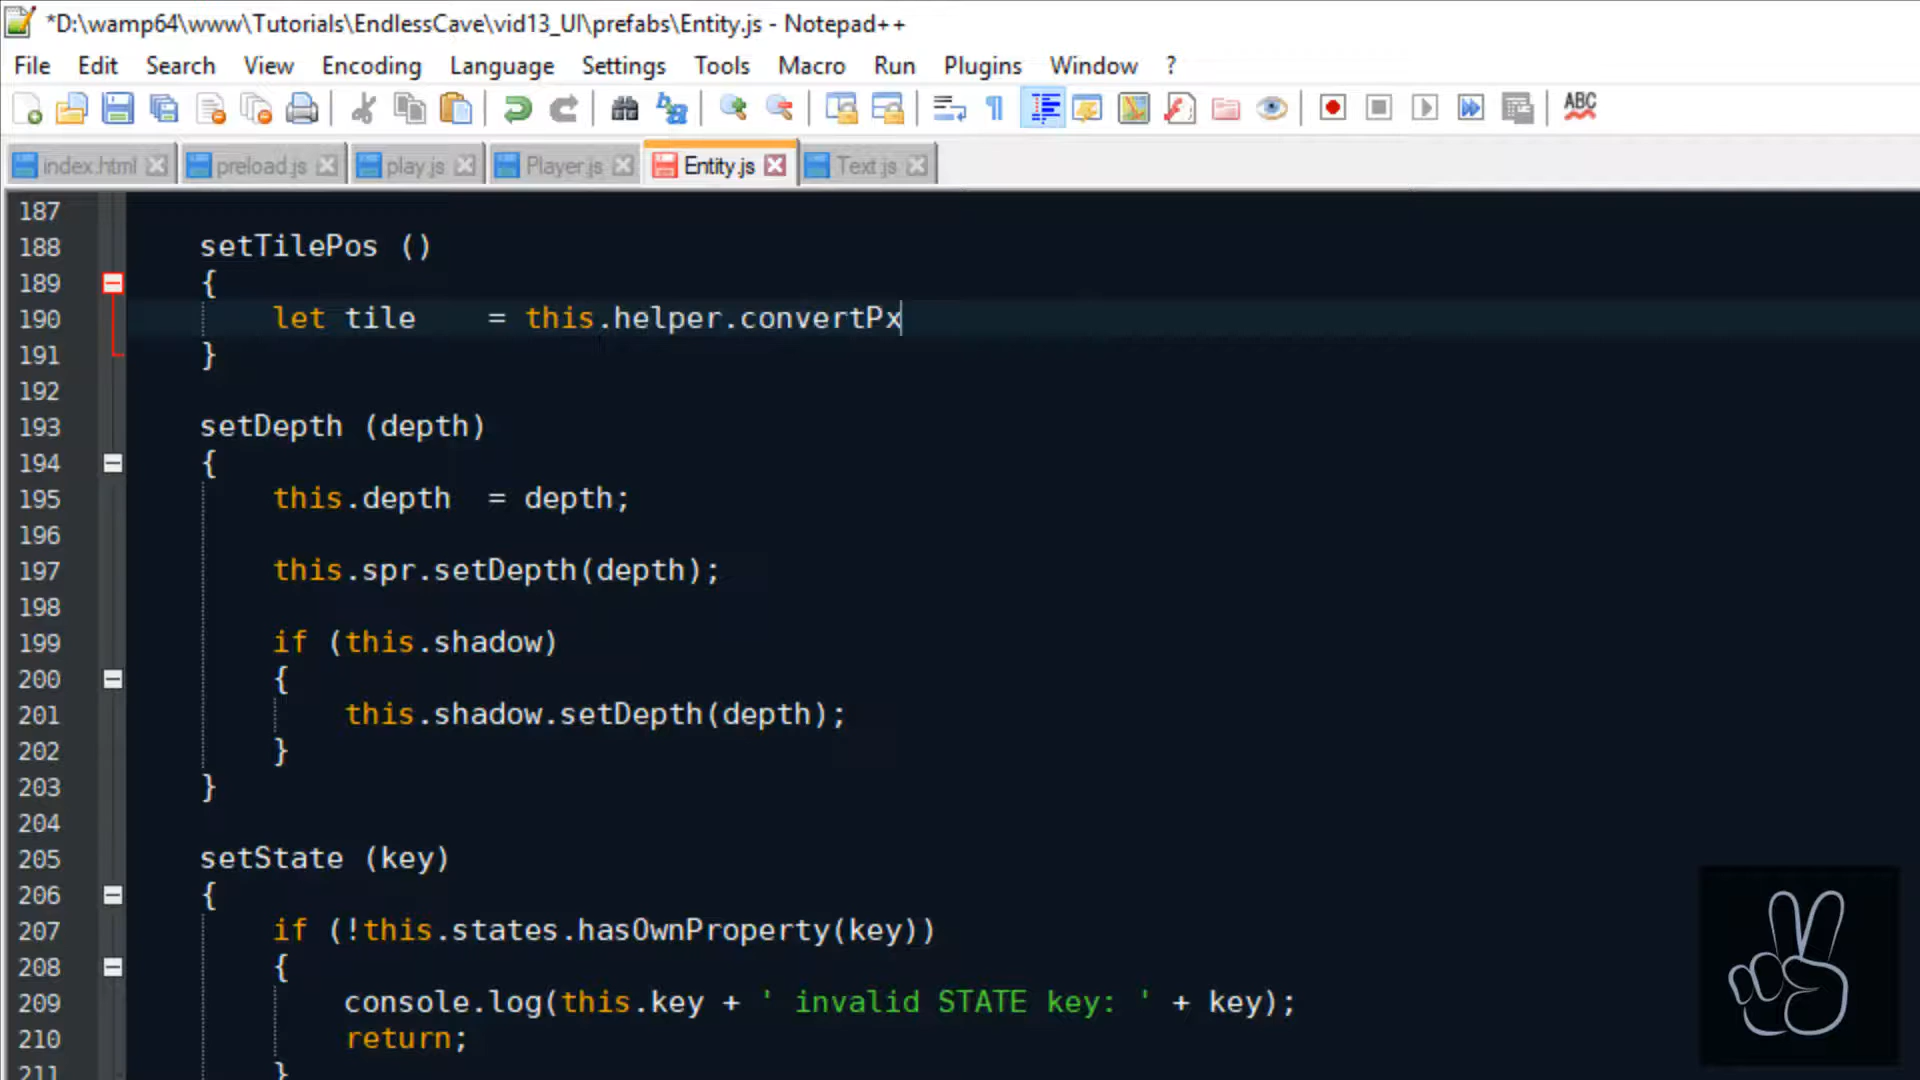 *D:\wamp64\www\Tutorials\EndlessCave\vid13_UI\prefabs\Entity.js - Notepad++
File Edit Search View Encoding Language Settings Tools Macro Run Plugins Window ?
ABC
index.html preload.js play.js Player.js Entity.js Text.js
187
188 setTilePos ()
189 {
190 let tile = this.helper.convertPx
191 }
192
193 setDepth (depth)
194 {
195 this.depth = depth;
196
197 this.spr.setDepth(depth);
198
199 if (this.shadow)
200 {
201 this.shadow.setDepth(depth);
202 }
203 }
204
205 setState (key)
206 {
207 if (!this.states.hasOwnProperty(key))
208 {
209 console.log(this.key + ' invalid STATE key: ' + key);
210 return;
211 }